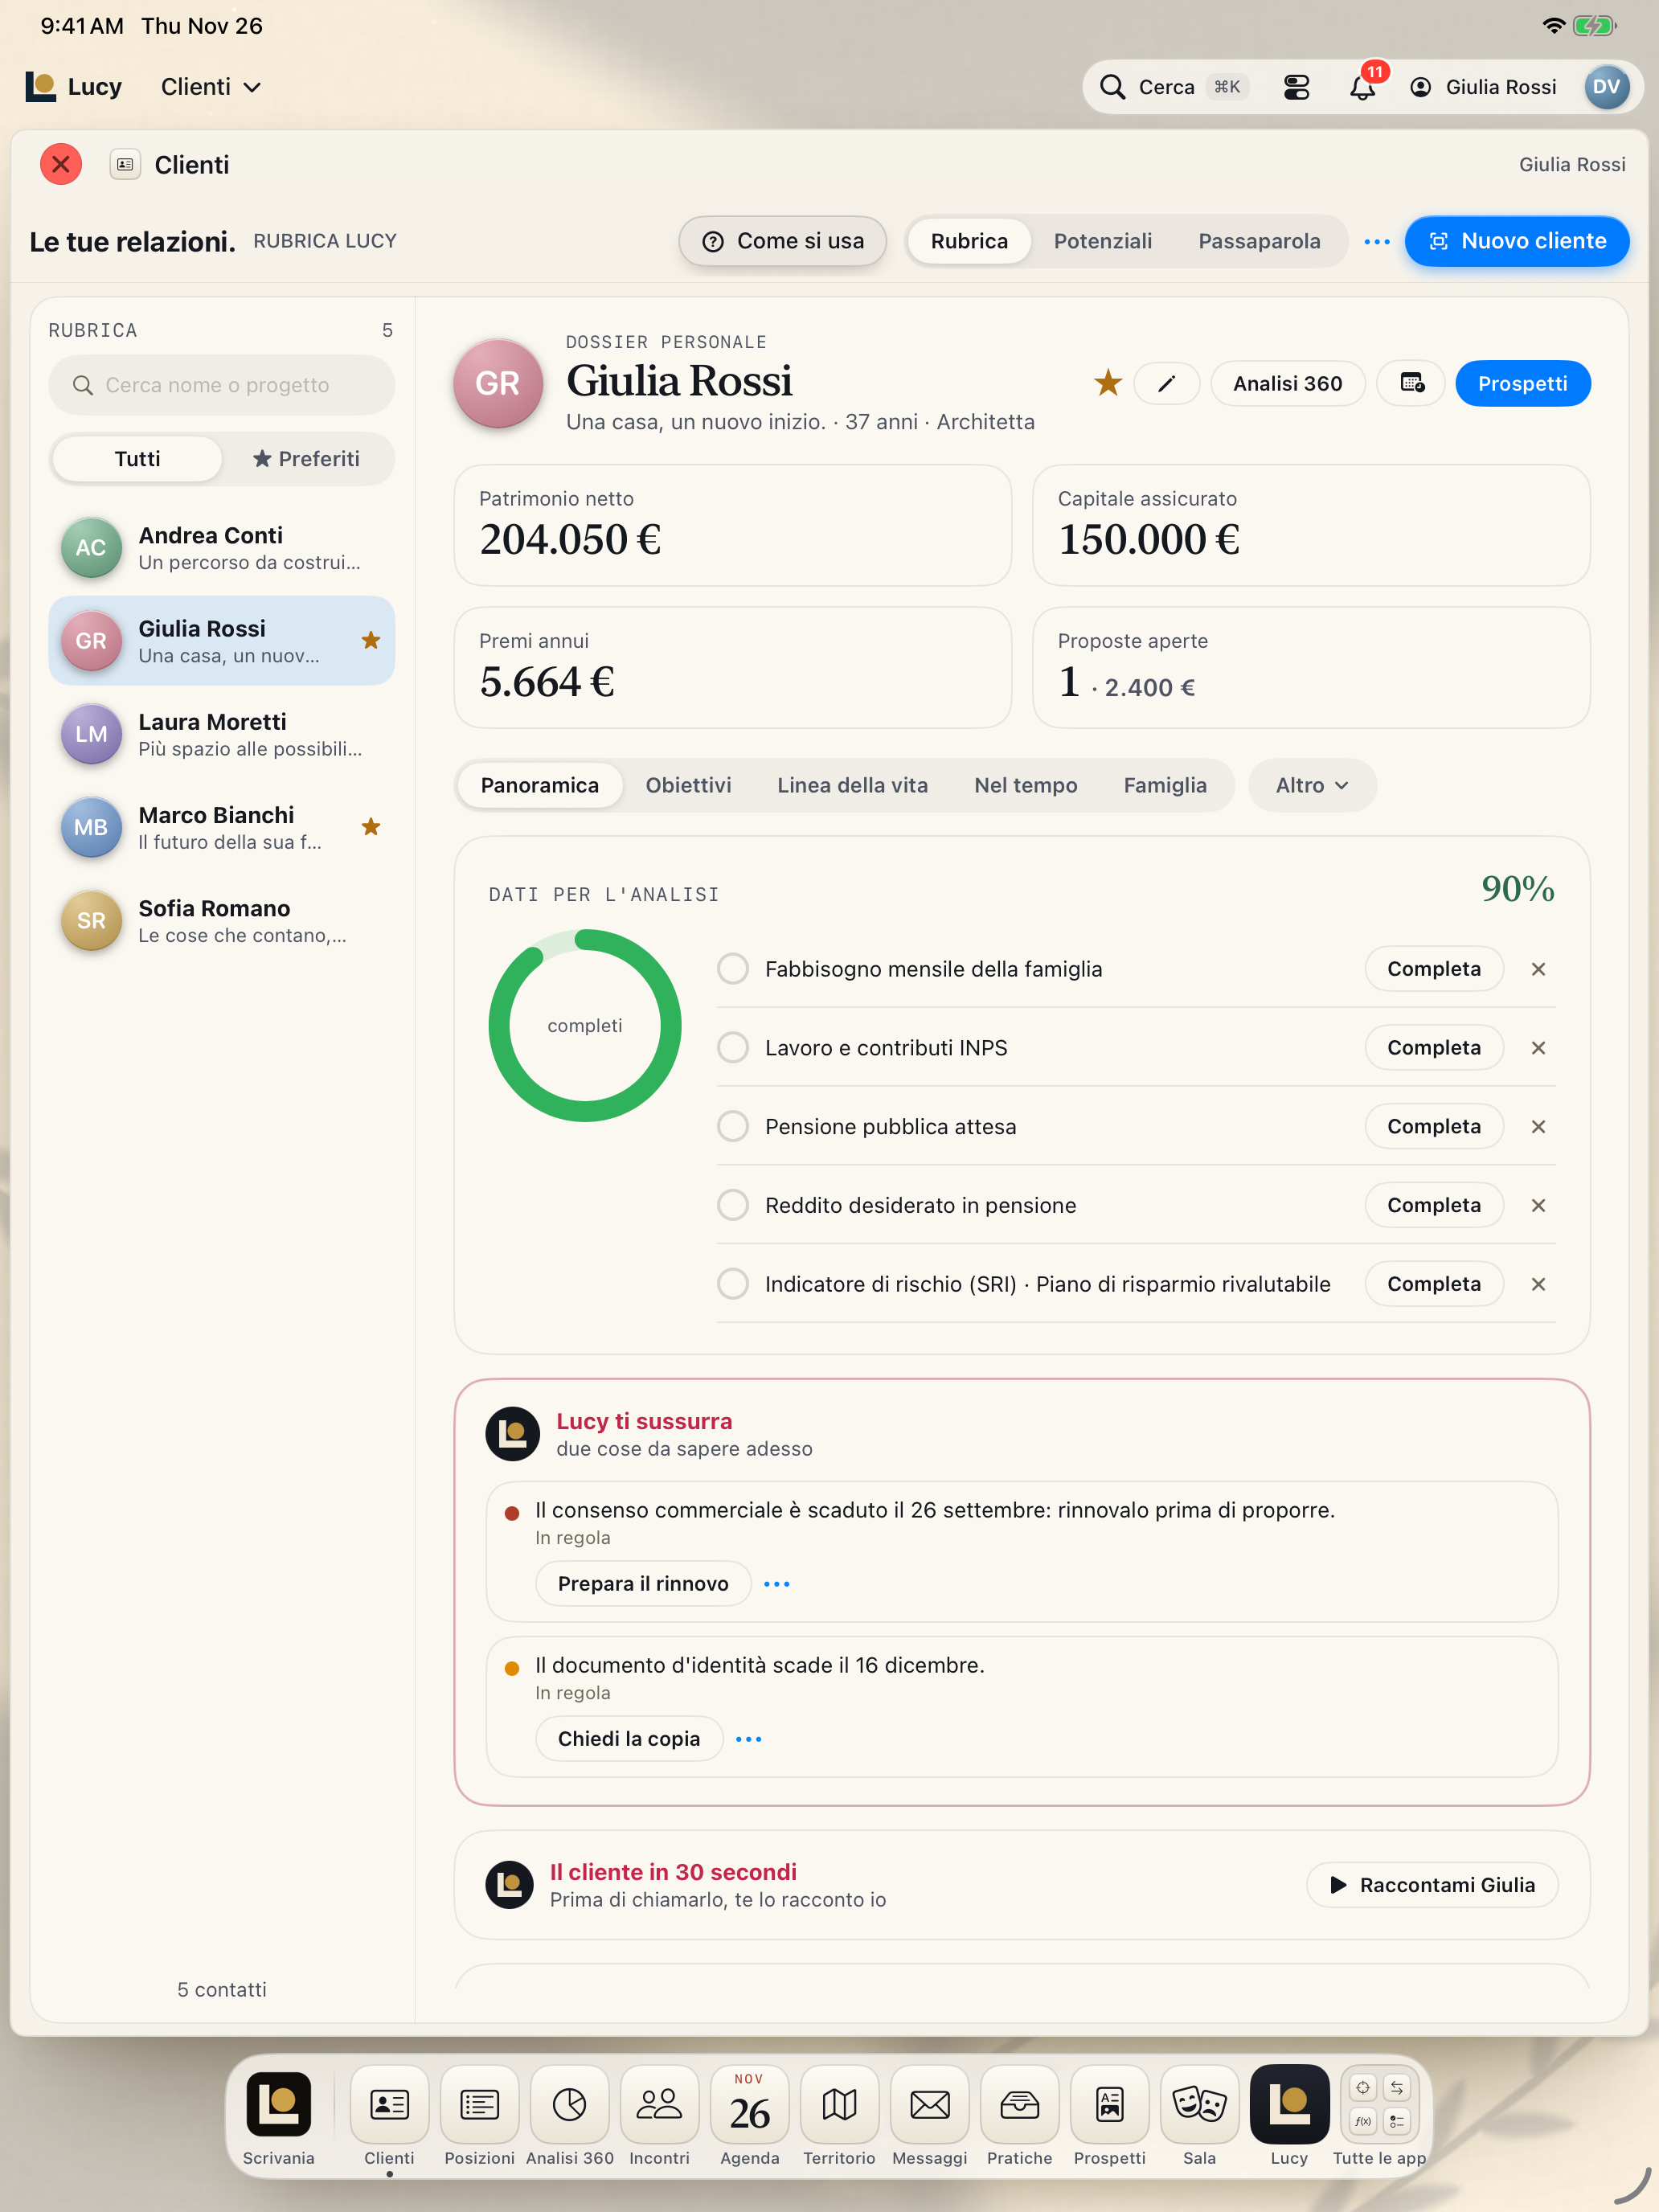 9:41 AM Thu Nov 26
Lucy Clienti
Cerca ⌘K 11 Giulia Rossi DV
Clienti
Giulia Rossi
Le tue relazioni. RUBRICA LUCY
Come si usa
Rubrica Potenziali Passaparola
Nuovo cliente
RUBRICA 5
Cerca nome o progetto
Tutti Preferiti
AC Andrea Conti
Un percorso da costrui...
GR Giulia Rossi
Una casa, un nuov...
LM Laura Moretti
Più spazio alle possibili...
MB Marco Bianchi
Il futuro della sua f...
SR Sofia Romano
Le cose che contano,...
5 contatti
DOSSIER PERSONALE
GR Giulia Rossi
Una casa, un nuovo inizio. · 37 anni · Architetta
Analisi 360 Prospetti
Patrimonio netto
204.050 €
Capitale assicurato
150.000 €
Premi annui
5.664 €
Proposte aperte
1 · 2.400 €
Panoramica Obiettivi Linea della vita Nel tempo Famiglia Altro
DATI PER L'ANALISI 90%
completi
Fabbisogno mensile della famiglia Completa
Lavoro e contributi INPS Completa
Pensione pubblica attesa Completa
Reddito desiderato in pensione Completa
Indicatore di rischio (SRI) · Piano di risparmio rivalutabile Completa
Lucy ti sussurra
due cose da sapere adesso
Il consenso commerciale è scaduto il 26 settembre: rinnovalo prima di proporre.
In regola
Prepara il rinnovo
Il documento d'identità scade il 16 dicembre.
In regola
Chiedi la copia
Il cliente in 30 secondi
Prima di chiamarlo, te lo racconto io
Raccontami Giulia
NOV
26
f(x)
Scrivania Clienti Posizioni Analisi 360 Incontri Agenda Territorio Messaggi Pratiche Prospetti Sala Lucy Tutte le app